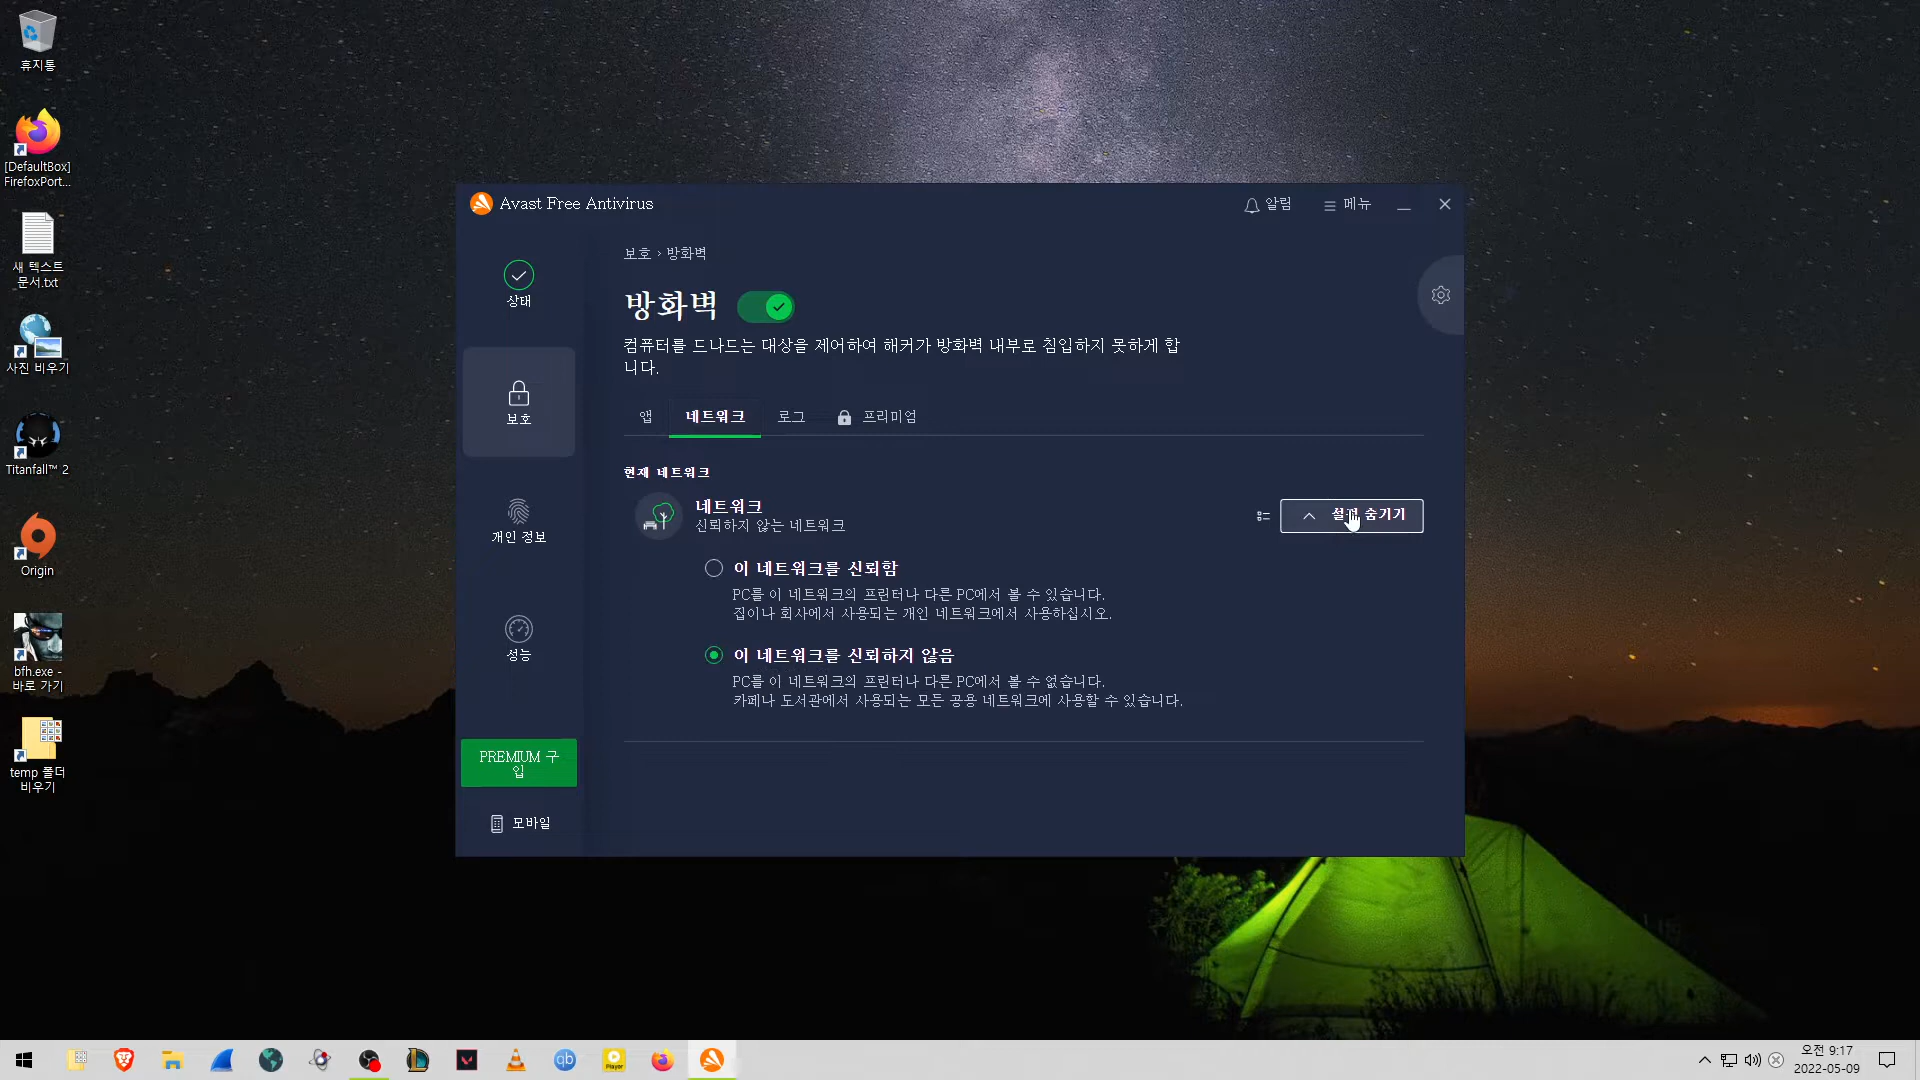 휴지통
[DefaultBox]
FirefoxPort...
새 텍스트
문서.txt
사진 비우기
Titanfall™ 2
Origin
bfh.exe -
바로 가기
temp 폴더
비우기
Avast Free Antivirus
알림
메뉴
상태
보호
개인 정보
성능
PREMIUM 구
입
모바일
보호 › 방화벽
방화벽
컴퓨터를 드나드는 대상을 제어하여 해커가 방화벽 내부로 침입하지 못하게 합
니다.
앱 네트워크 로그 프리미엄
현재 네트워크
네트워크
신뢰하지 않는 네트워크
숨기기
이 네트워크를 신뢰함
PC를 이 네트워크의 프린터나 다른 PC에서 볼 수 있습니다.
집이나 회사에서 사용되는 개인 네트워크에서 사용하십시오.
이 네트워크를 신뢰하지 않음
PC를 이 네트워크의 프린터나 다른 PC에서 볼 수 없습니다.
카페나 도서관에서 사용되는 모든 공용 네트워크에 사용할 수 있습니다.
qb
Player
오전 9:17
2022-05-09